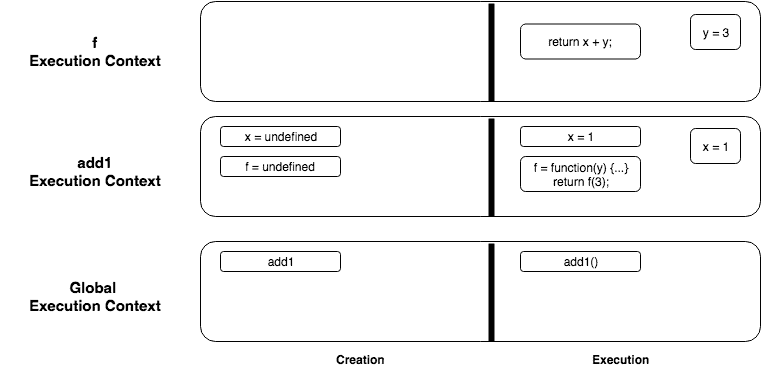 f
Execution Context
return x + y;
y = 3
add1
Execution Context
x = undefined
f = undefined
x = 1
f = function(y) {...}
return f(3);
x = 1
Global
Execution Context
add1
add1()
Creation
Execution